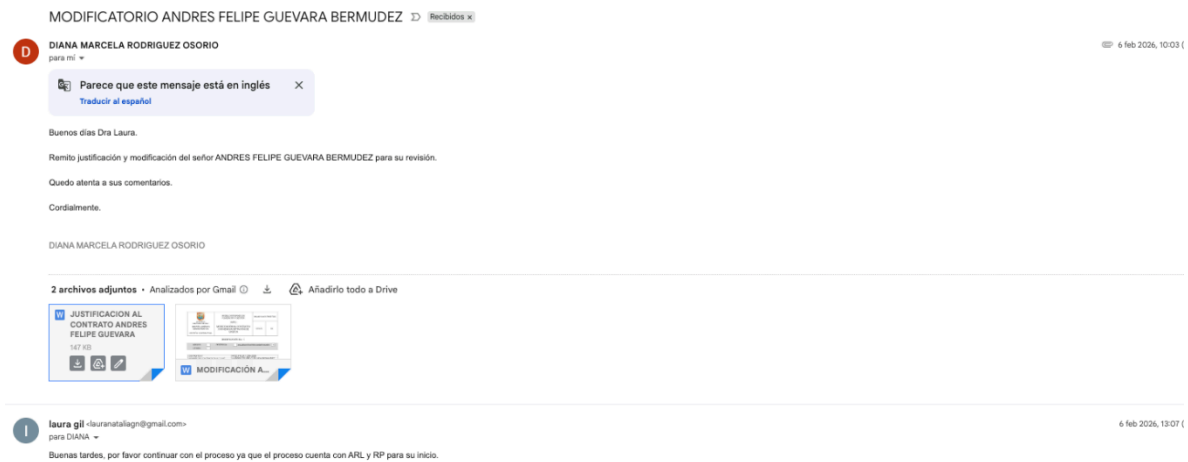 MODIFICATORIO ANDRES FELIPE GUEVARA BERMUDEZ Recibidos x
D
DIANA MARCELA RODRIGUEZ OSORIO 6 feb 2026, 10:03 (
para mí
Parece que este mensaje está en inglés
Traducir al español
Buenos días Dra Laura.
Remito justificación y modificación del señor ANDRES FELIPE GUEVARA BERMUDEZ para su revisión.
Quedo atenta a sus comentarios.
Cordialmente.
DIANA MARCELA RODRIGUEZ OSORIO
2 archivos adjuntos • Analizados por Gmail Añadirlo todo a Drive
W JUSTIFICACION AL
CONTRATO ANDRES
FELIPE GUEVARA
147 KB
W MODIFICACIÓN A...
l
laura gil <lauranataliagn@gmail.com> 6 feb 2026, 13:07 (
para DIANA
Buenas tardes, por favor continuar con el proceso ya que el proceso cuenta con ARL y RP para su inicio.